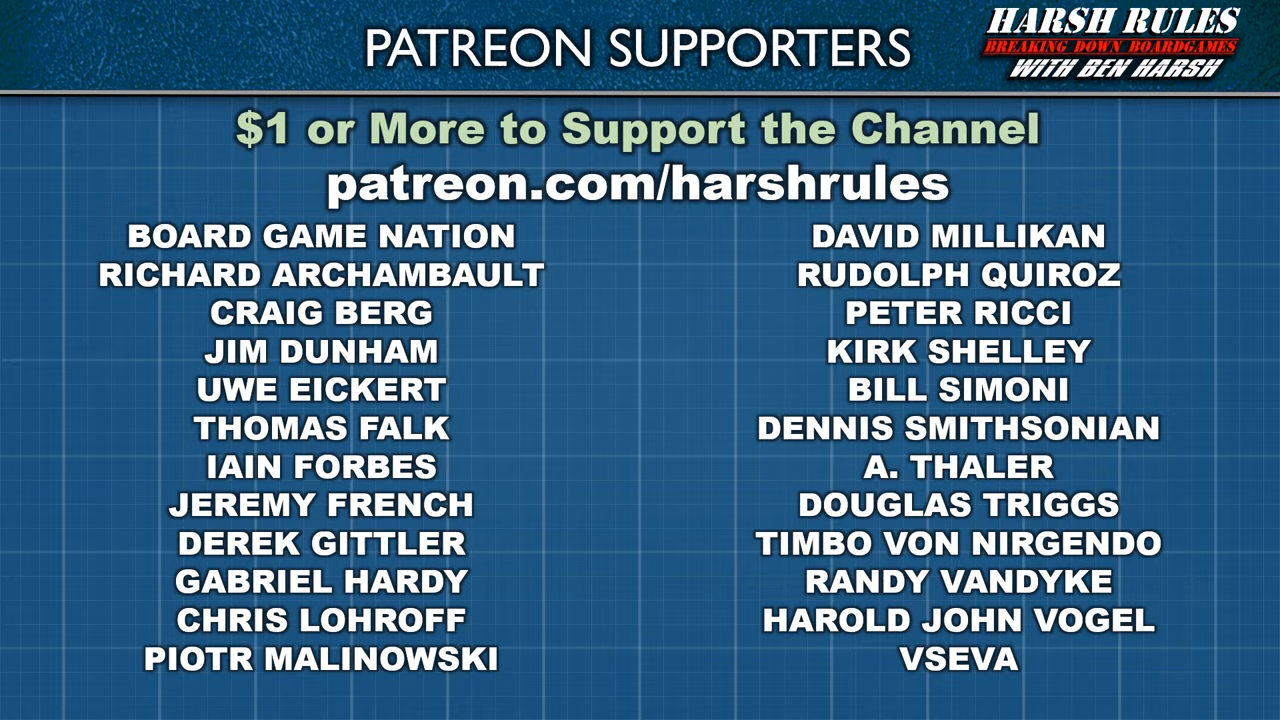 PATREON SUPPORTERS
HARSH RULES
BREAKING DOWN BOARDGAMES
WITH BEN HARSH
$1 or More to Support the Channel
patreon.com/harshrules
BOARD GAME NATION
RICHARD ARCHAMBAULT
CRAIG BERG
JIM DUNHAM
UWE EICKERT
THOMAS FALK
IAIN FORBES
JEREMY FRENCH
DEREK GITTLER
GABRIEL HARDY
CHRIS LOHROFF
PIOTR MALINOWSKI
DAVID MILLIKAN
RUDOLPH QUIROZ
PETER RICCI
KIRK SHELLEY
BILL SIMONI
DENNIS SMITHSONIAN
A. THALER
DOUGLAS TRIGGS
TIMBO VON NIRGENDO
RANDY VANDYKE
HAROLD JOHN VOGEL
VSEVA